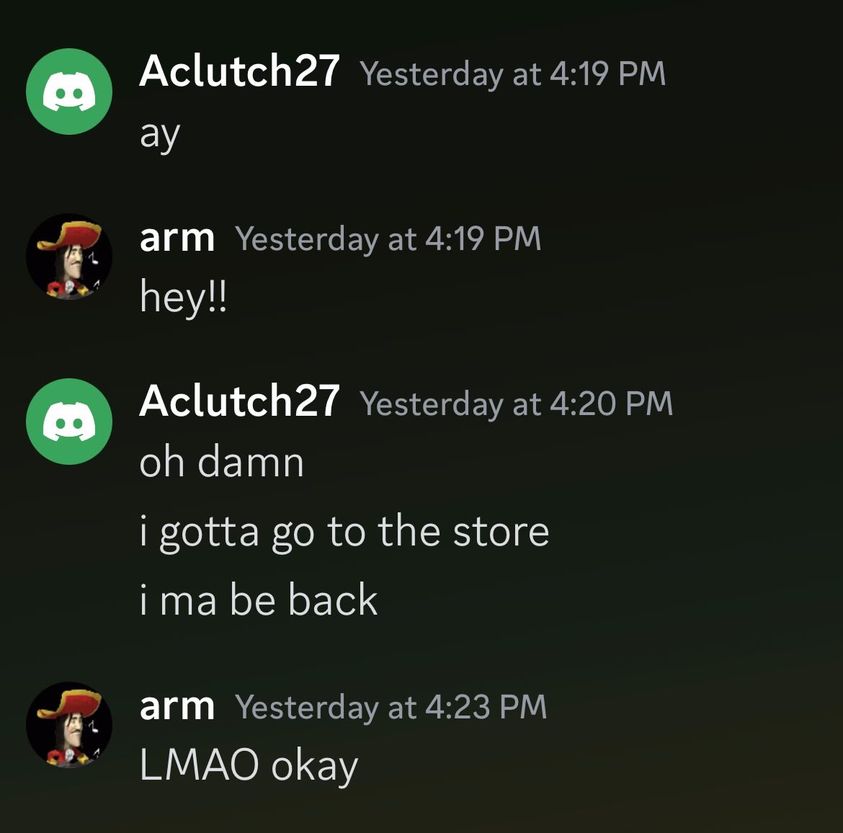 Aclutch27 Yesterday at 4:19 PM
ay
arm Yesterday at 4:19 PM
hey!!
Aclutch27 Yesterday at 4:20 PM
oh damn
i gotta go to the store
i ma be back
arm Yesterday at 4:23 PM
LMAO okay